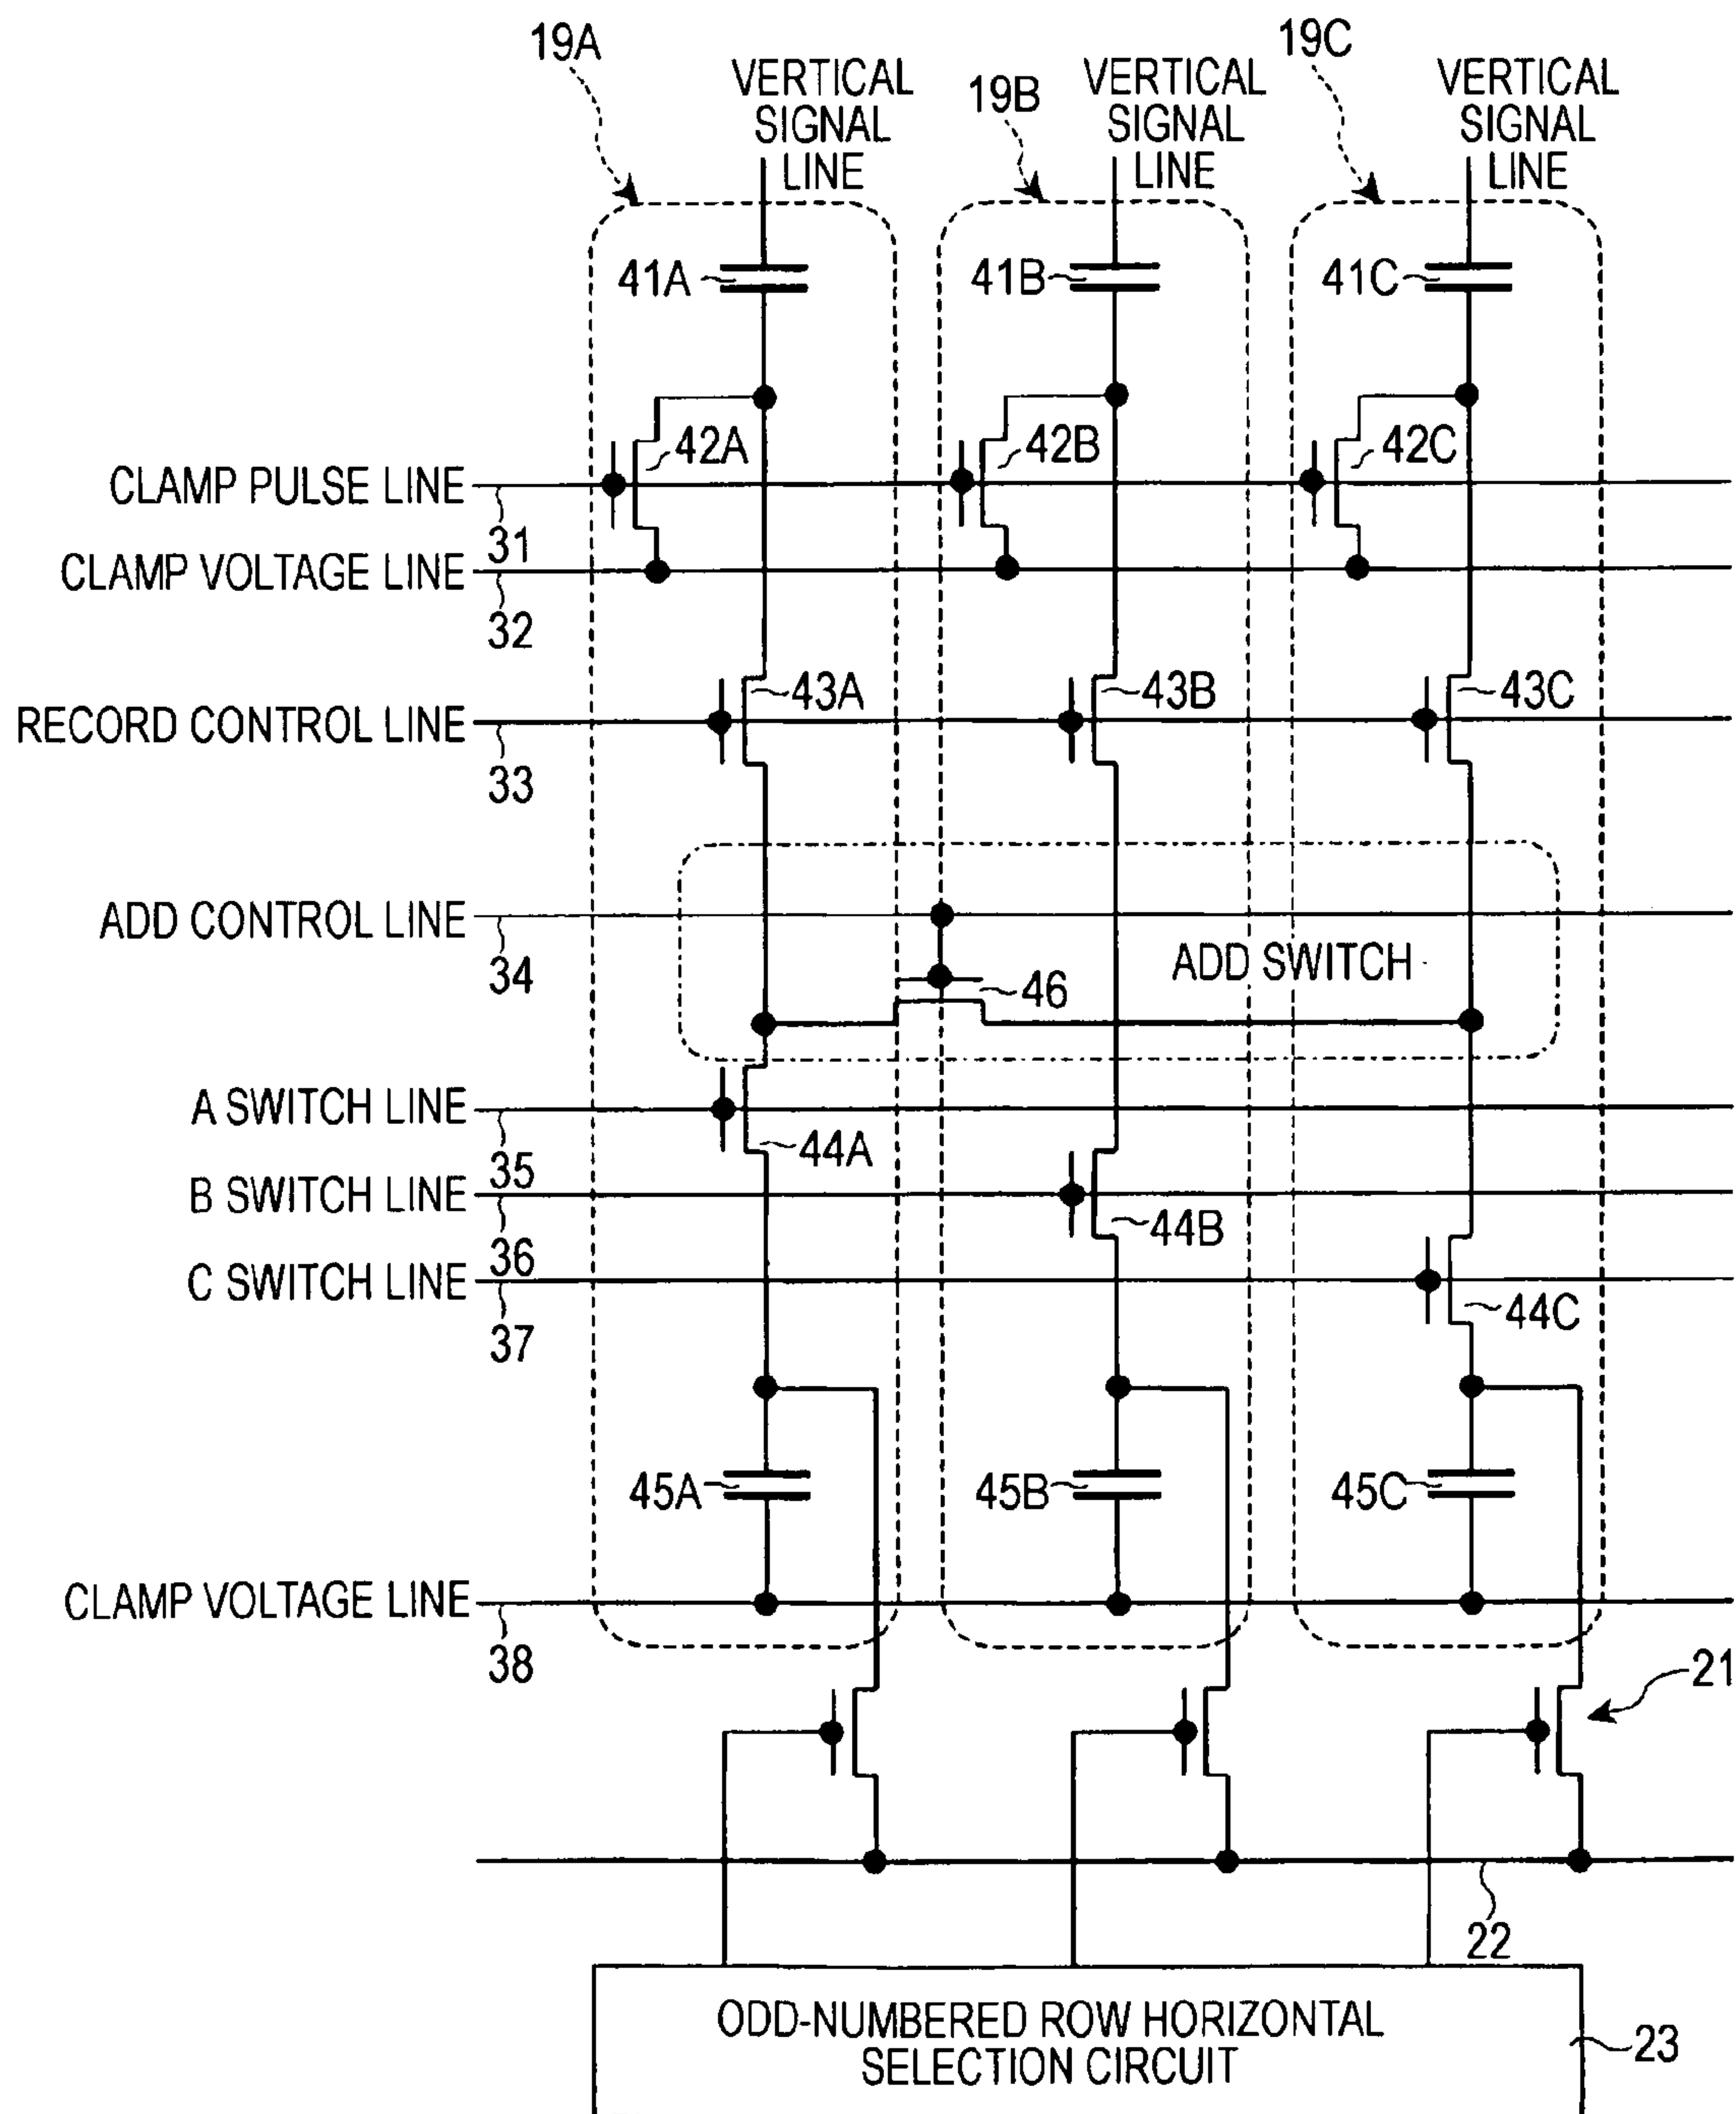 19A
19B
19C
VERTICAL
SIGNAL
LINE
VERTICAL
SIGNAL
LINE
VERTICAL
SIGNAL
LINE
41A
41B
41C
42A
42B
42C
CLAMP PULSE LINE
31
CLAMP VOLTAGE LINE
32
43A
43B
43C
RECORD CONTROL LINE
33
ADD CONTROL LINE
34
ADD SWITCH
46
A SWITCH LINE
35
44A
B SWITCH LINE
36
44B
C SWITCH LINE
37
44C
45A
45B
45C
CLAMP VOLTAGE LINE
38
21
22
ODD-NUMBERED ROW HORIZONTAL
SELECTION CIRCUIT
23